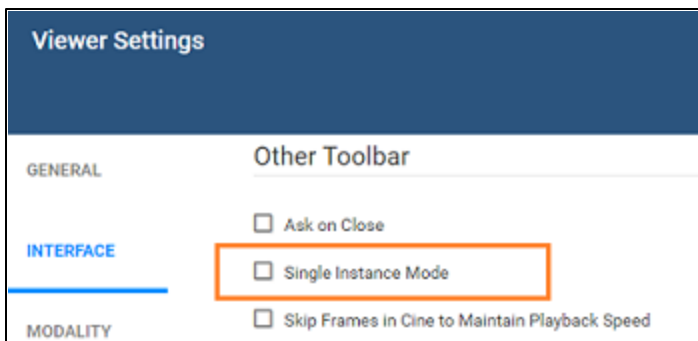 Viewer Settings
GENERAL
INTERFACE
MODALITY
Other Toolbar
Ask on Close
Single Instance Mode
Skip Frames in Cine to Maintain Playback Speed